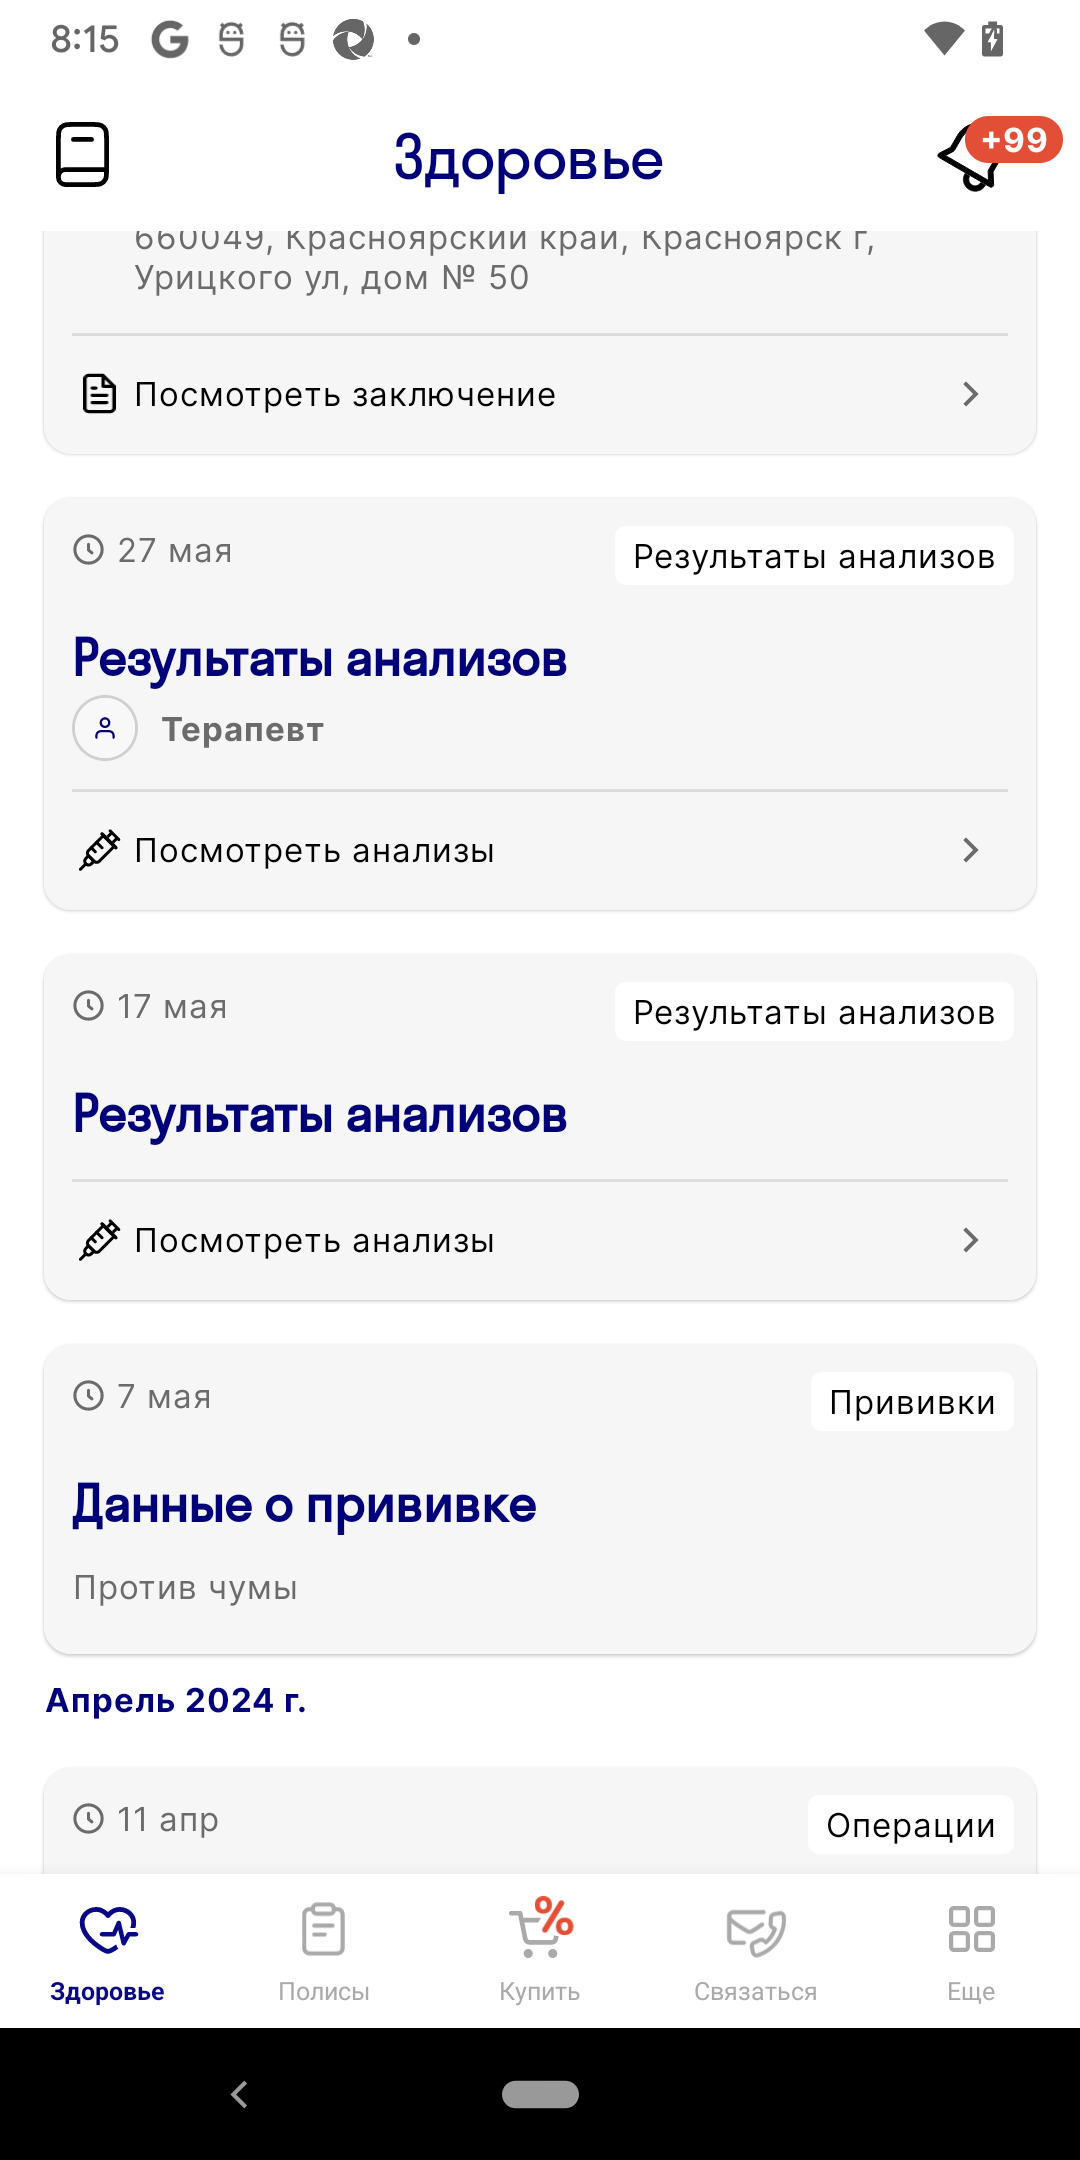 8:15
Здоровье
+99
660049, Красноярский край, Красноярск г,
Урицкого ул, дом № 50
Посмотреть заключение
27 мая
Результаты анализов
Результаты анализов
Терапевт
Посмотреть анализы
17 мая
Результаты анализов
Результаты анализов
Посмотреть анализы
7 мая
Прививки
Данные о прививке
Против чумы
Апрель 2024 г.
11 апр
Операции
Здоровье
Полисы
Купить
Связаться
Еще